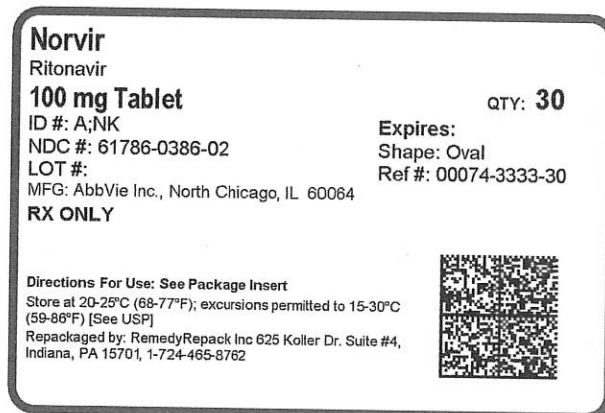 Norvir
Ritonavir
100 mg Tablet
QTY: 30
ID #: A;NK
Expires:
NDC #: 61786-0386-02
Shape: Oval
LOT #:
Ref #: 00074-3333-30
MFG: AbbVie Inc., North Chicago, IL 60064
RX ONLY
Directions For Use: See Package Insert
Store at 20-25°C (68-77°F); excursions permitted to 15-30°C
(59-86°F) [See USP]
Repackaged by: RemedyRepack Inc 625 Koller Dr. Suite #4,
Indiana, PA 15701, 1-724-465-8762